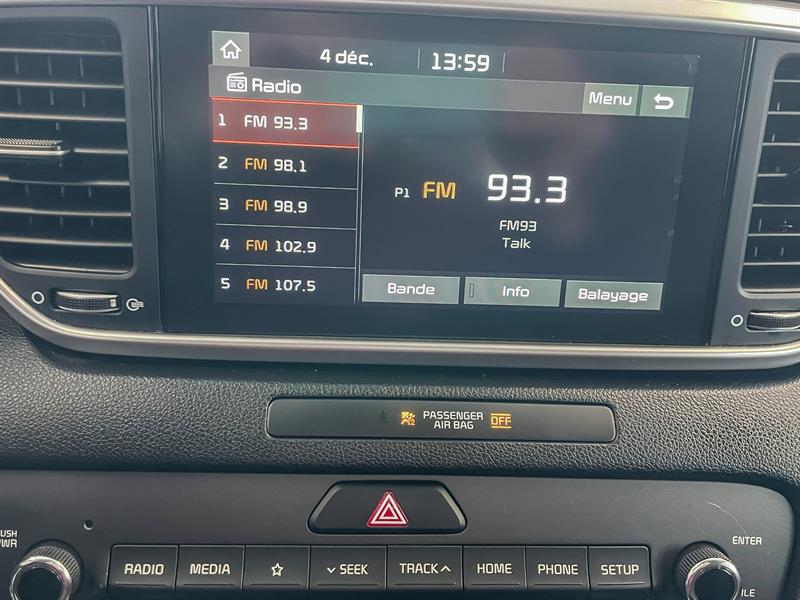 4 déc. 13:59
Radio
Menu
1 FM 93.3
2 FM 98.1
3 FM 98.9
4 FM 102.9
5 FM 107.5
P1 FM 93.3
FM93
Talk
Bande Info Balayage
PASSENGER
AIR BAG OFF
ENTER
RADIO MEDIA SEEK TRACK HOME PHONE SETUP